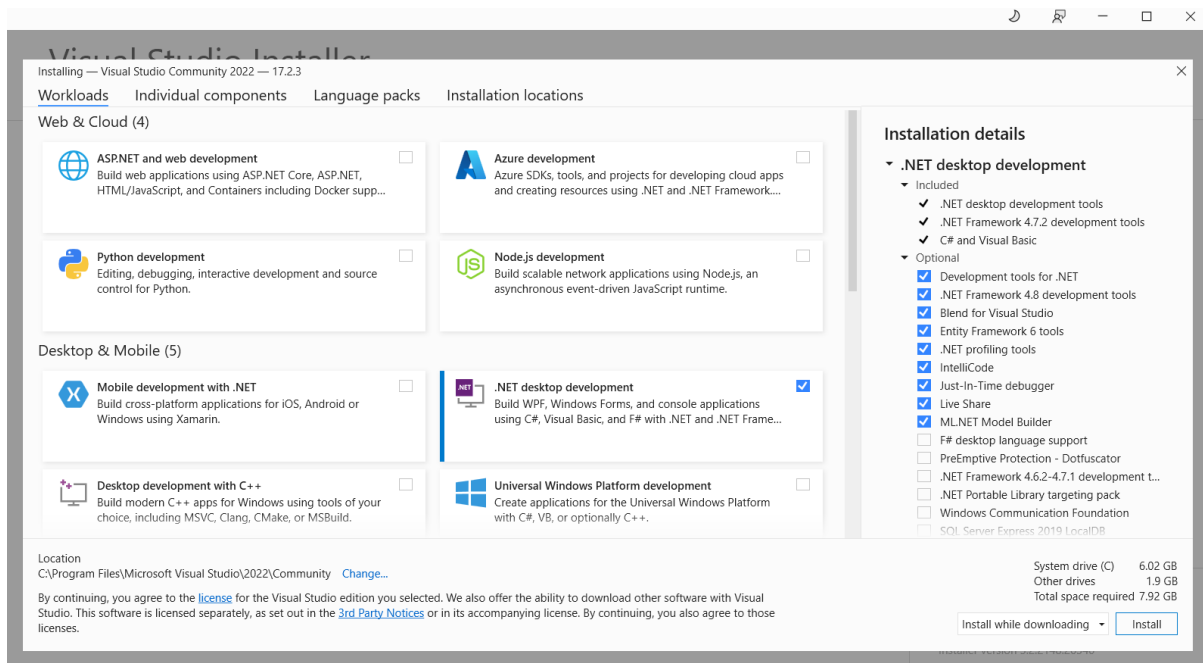 Visual Studio Installer
Installing — Visual Studio Community 2022 — 17.2.3
Workloads Individual components Language packs Installation locations
Web & Cloud (4)
ASP.NET and web development
Build web applications using ASP.NET Core, ASP.NET,
HTML/JavaScript, and Containers including Docker supp...
Azure development
Azure SDKs, tools, and projects for developing cloud apps
and creating resources using .NET and .NET Framework....
Python development
Editing, debugging, interactive development and source
control for Python.
Node.js development
Build scalable network applications using Node.js, an
asynchronous event-driven JavaScript runtime.
Desktop & Mobile (5)
Mobile development with .NET
Build cross-platform applications for iOS, Android or
Windows using Xamarin.
.NET
.NET desktop development
Build WPF, Windows Forms, and console applications
using C#, Visual Basic, and F# with .NET and .NET Frame...
Desktop development with C++
Build modern C++ apps for Windows using tools of your
choice, including MSVC, Clang, CMake, or MSBuild.
Universal Windows Platform development
Create applications for the Universal Windows Platform
with C#, VB, or optionally C++.
Installation details
.NET desktop development
Included
.NET desktop development tools
.NET Framework 4.7.2 development tools
C# and Visual Basic
Optional
Development tools for .NET
.NET Framework 4.8 development tools
Blend for Visual Studio
Entity Framework 6 tools
.NET profiling tools
IntelliCode
Just-In-Time debugger
Live Share
ML.NET Model Builder
F# desktop language support
PreEmptive Protection - Dotfuscator
.NET Framework 4.6.2-4.7.1 development t...
.NET Portable Library targeting pack
Windows Communication Foundation
SQL Server Express 2019 LocalDB
Location
C:\Program Files\Microsoft Visual Studio\2022\Community Change...
By continuing, you agree to the license for the Visual Studio edition you selected. We also offer the ability to download other software with Visual
Studio. This software is licensed separately, as set out in the 3rd Party Notices or in its accompanying license. By continuing, you also agree to those
licenses.
System drive (C) 6.02 GB
Other drives 1.9 GB
Total space required 7.92 GB
Install while downloading Install